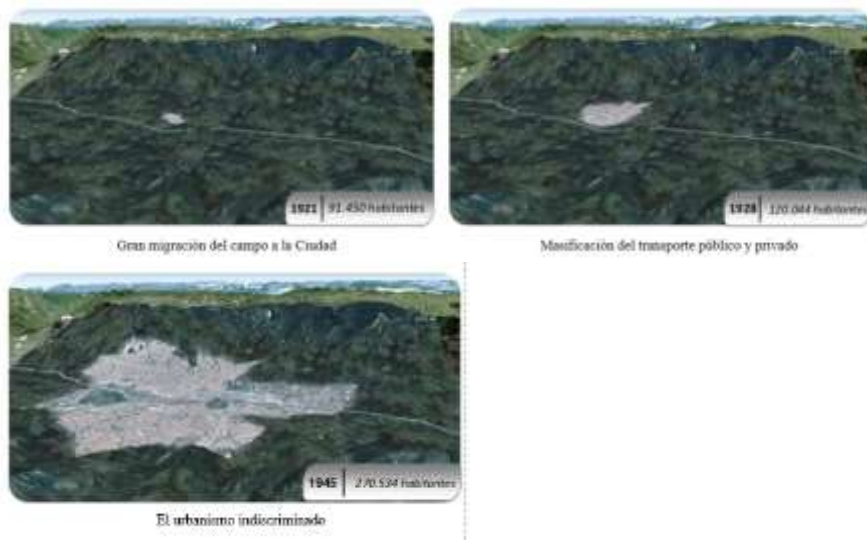 1921 | 91.450 habitantes
1928 | 120.044 habitantes
Gran migración del campo a la Ciudad
Masificación del transporte público y privado
1945 | 270.534 habitantes
El urbanismo indiscriminado